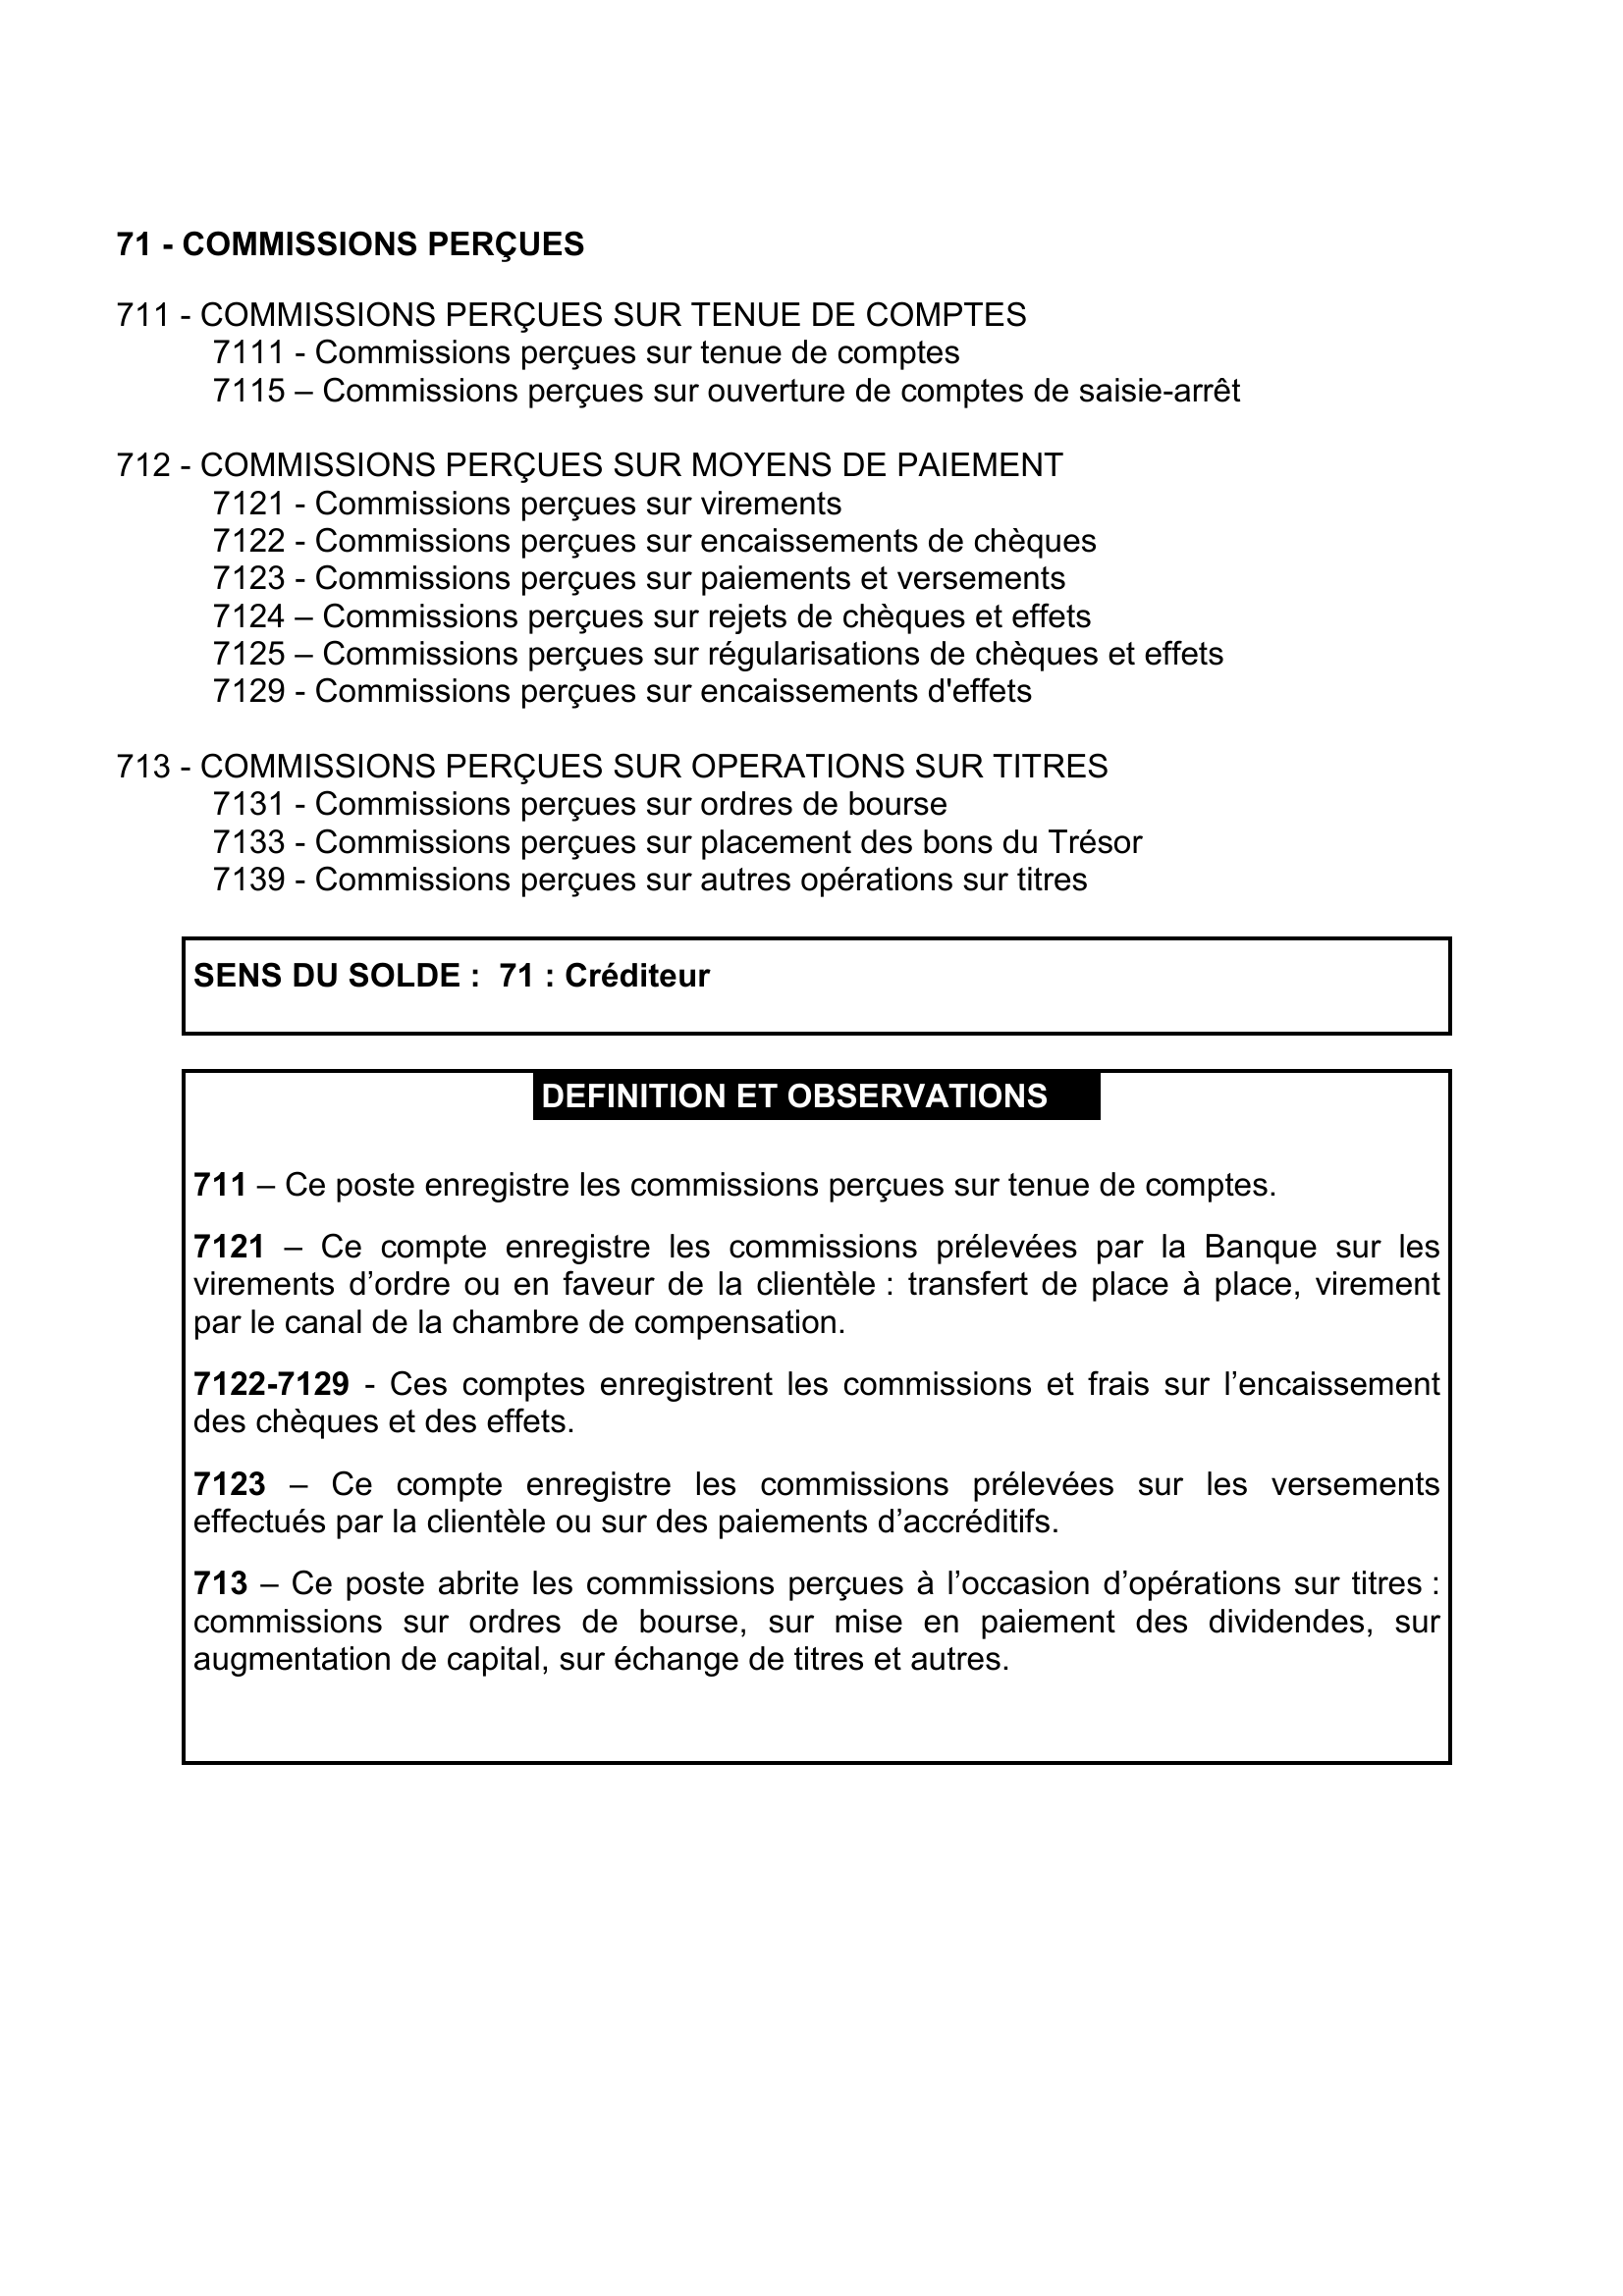 71 - COMMISSIONS PERÇUES
711 - COMMISSIONS PERÇUES SUR TENUE DE COMPTES
7111 - Commissions perçues sur tenue de comptes
7115 – Commissions perçues sur ouverture de comptes de saisie-arrêt
712 - COMMISSIONS PERÇUES SUR MOYENS DE PAIEMENT
7121 - Commissions perçues sur virements
7122 - Commissions perçues sur encaissements de chèques
7123 - Commissions perçues sur paiements et versements
7124 – Commissions perçues sur rejets de chèques et effets
7125 – Commissions perçues sur régularisations de chèques et effets
7129 - Commissions perçues sur encaissements d'effets
713 - COMMISSIONS PERÇUES SUR OPERATIONS SUR TITRES
7131 - Commissions perçues sur ordres de bourse
7133 - Commissions perçues sur placement des bons du Trésor
7139 - Commissions perçues sur autres opérations sur titres
SENS DU SOLDE : 71 : Créditeur
DEFINITION ET OBSERVATIONS
711 – Ce poste enregistre les commissions perçues sur tenue de comptes.
7121 – Ce compte enregistre les commissions prélevées par la Banque sur les
virements d’ordre ou en faveur de la clientèle : transfert de place à place, virement
par le canal de la chambre de compensation.
7122-7129 - Ces comptes enregistrent les commissions et frais sur l’encaissement
des chèques et des effets.
7123 – Ce compte enregistre les commissions prélevées sur les versements
effectués par la clientèle ou sur des paiements d’accréditifs.
713 – Ce poste abrite les commissions perçues à l’occasion d’opérations sur titres :
commissions sur ordres de bourse, sur mise en paiement des dividendes, sur
augmentation de capital, sur échange de titres et autres.